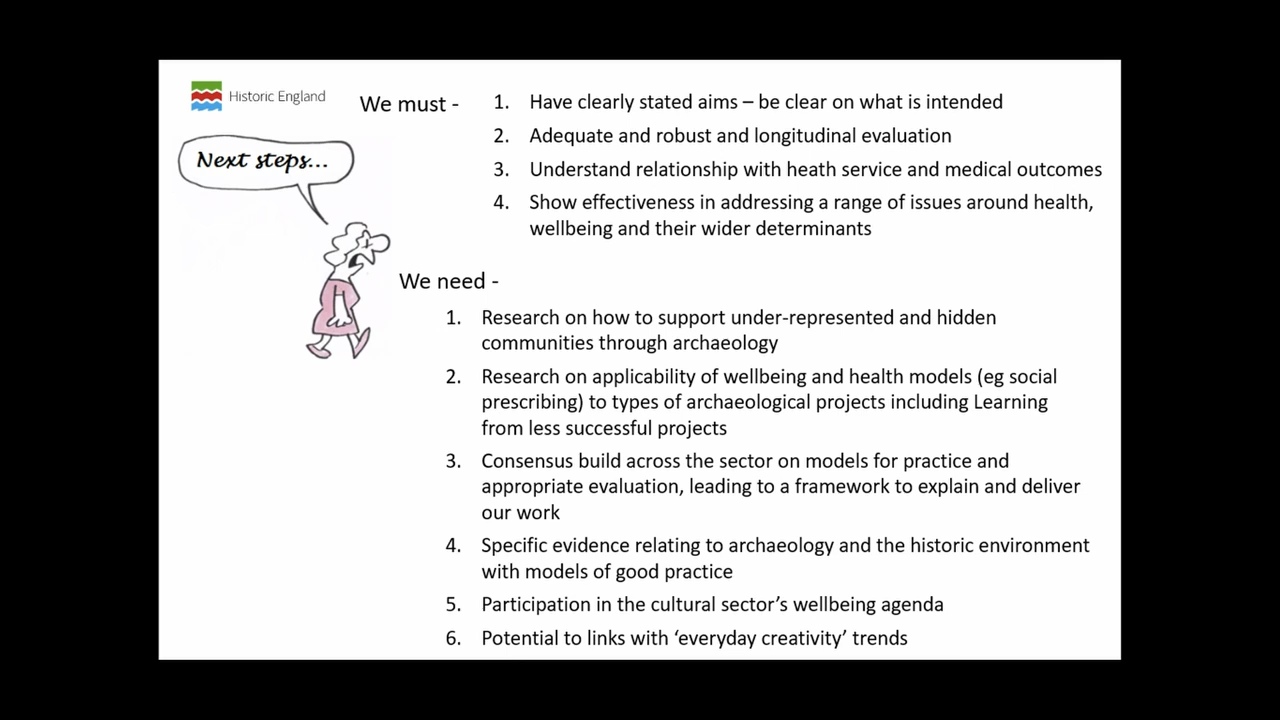 Historic England
Next steps...
We must -
1. Have clearly stated aims – be clear on what is intended
2. Adequate and robust and longitudinal evaluation
3. Understand relationship with heath service and medical outcomes
4. Show effectiveness in addressing a range of issues around health,
wellbeing and their wider determinants
We need -
1. Research on how to support under-represented and hidden
communities through archaeology
2. Research on applicability of wellbeing and health models (eg social
prescribing) to types of archaeological projects including Learning
from less successful projects
3. Consensus build across the sector on models for practice and
appropriate evaluation, leading to a framework to explain and deliver
our work
4. Specific evidence relating to archaeology and the historic environment
with models of good practice
5. Participation in the cultural sector’s wellbeing agenda
6. Potential to links with ‘everyday creativity’ trends